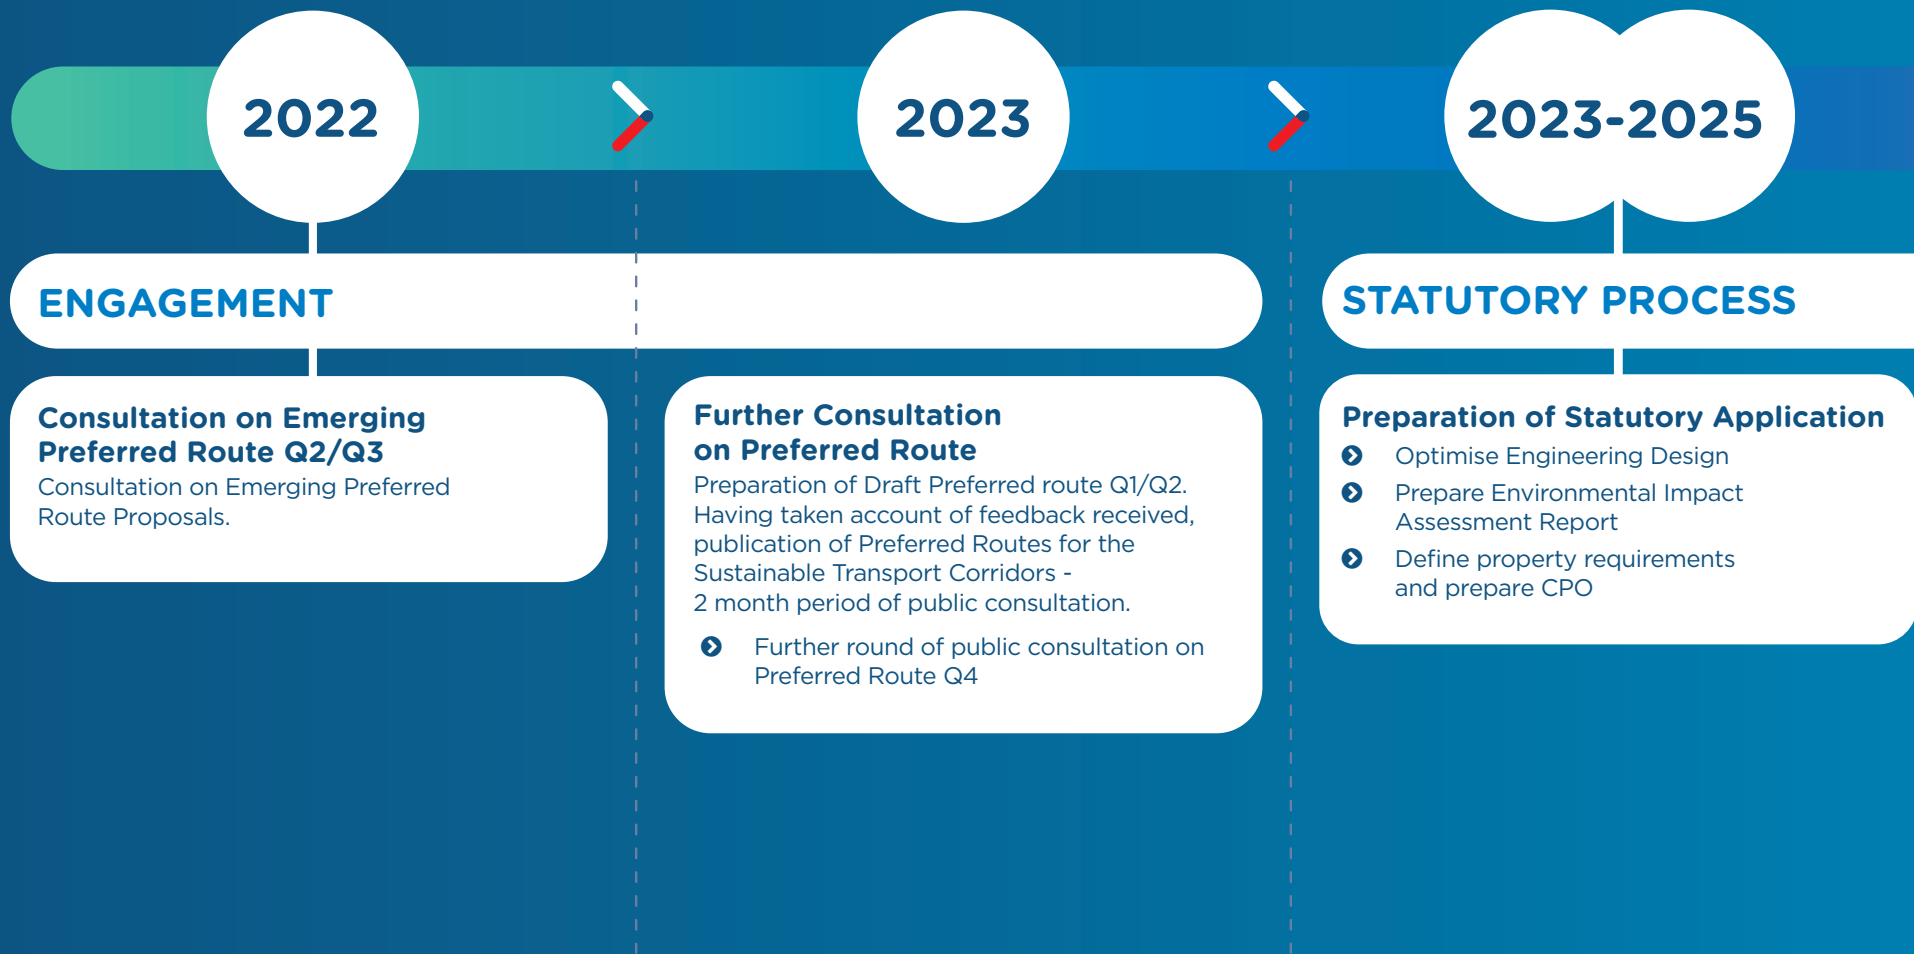 2022
2023
2023-2025
ENGAGEMENT
STATUTORY PROCESS
Consultation on Emerging
Preferred Route Q2/Q3
Consultation on Emerging Preferred
Route Proposals.
Further Consultation
on Preferred Route
Preparation of Draft Preferred route Q1/Q2.
Having taken account of feedback received,
publication of Preferred Routes for the
Sustainable Transport Corridors -
2 month period of public consultation.
Further round of public consultation on
Preferred Route Q4
Preparation of Statutory Application
Optimise Engineering Design
Prepare Environmental Impact
Assessment Report
Define property requirements
and prepare CPO